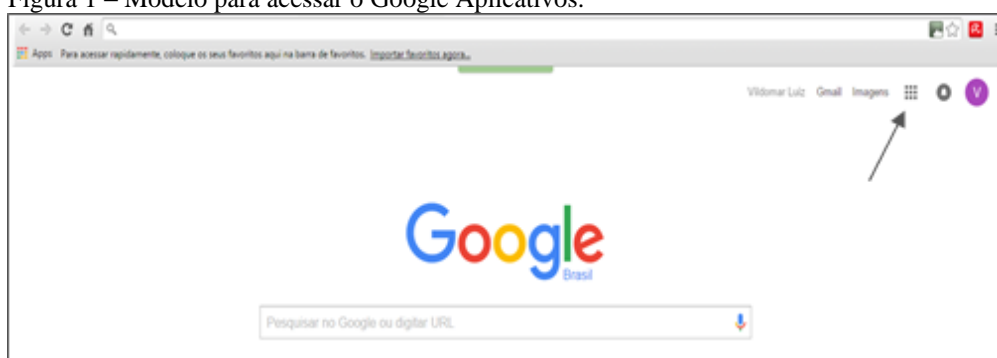 Figura 1 – Modelo para acessar o Google Aplicativos.
Apps Para acessar rapidamente, coloque os seus favoritos aqui na barra de favoritos. Importar favoritos agora...
Vildomar Luiz Gmail Imagens V
Google
Brasil
Pesquisar no Google ou digitar URL